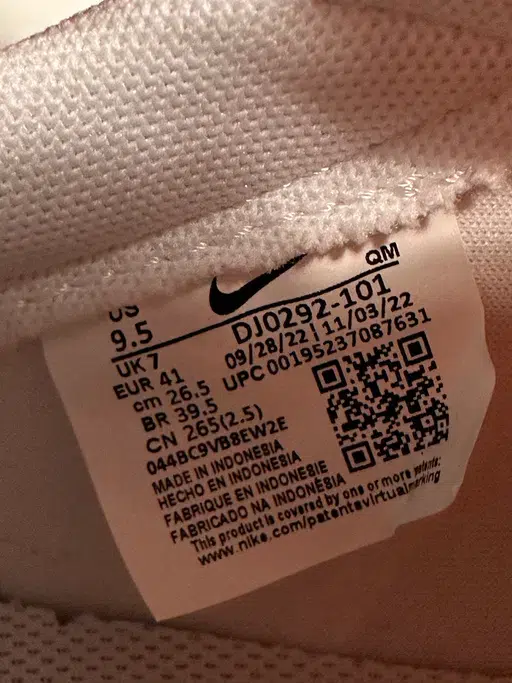 QM
US
9.5
DJ0292-101
UK 7
09/28/22 | 11/03/22
EUR 41
UPC 00195237087631
cm 26.5
BR 39.5
CN 265(2.5)
044BC9VB8EW2E
MADE IN INDONESIA
HECHO EN INDONESIA
FABRIQUE EN INDONESIE
FABRICADO NA INDONÉSIA
This product is covered by one or more patents:
www.nike.com/patentsvirtualmarking